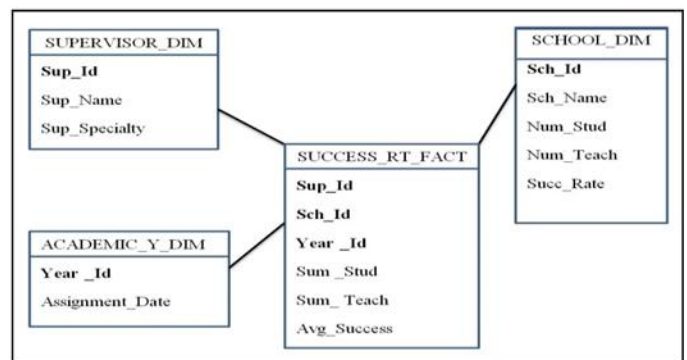 SUPERVISOR_DIM
Sup_Id
Sup_Name
Sup_Specialty
SCHOOL_DIM
Sch_Id
Sch_Name
Num_Stud
Num_Teach
Succ_Rate
SUCCESS_RT_FACT
Sup_Id
Sch_Id
Year _Id
Sum _Stud
Sum_ Teach
Avg_Success
ACADEMIC_Y_DIM
Year _Id
Assignment_Date